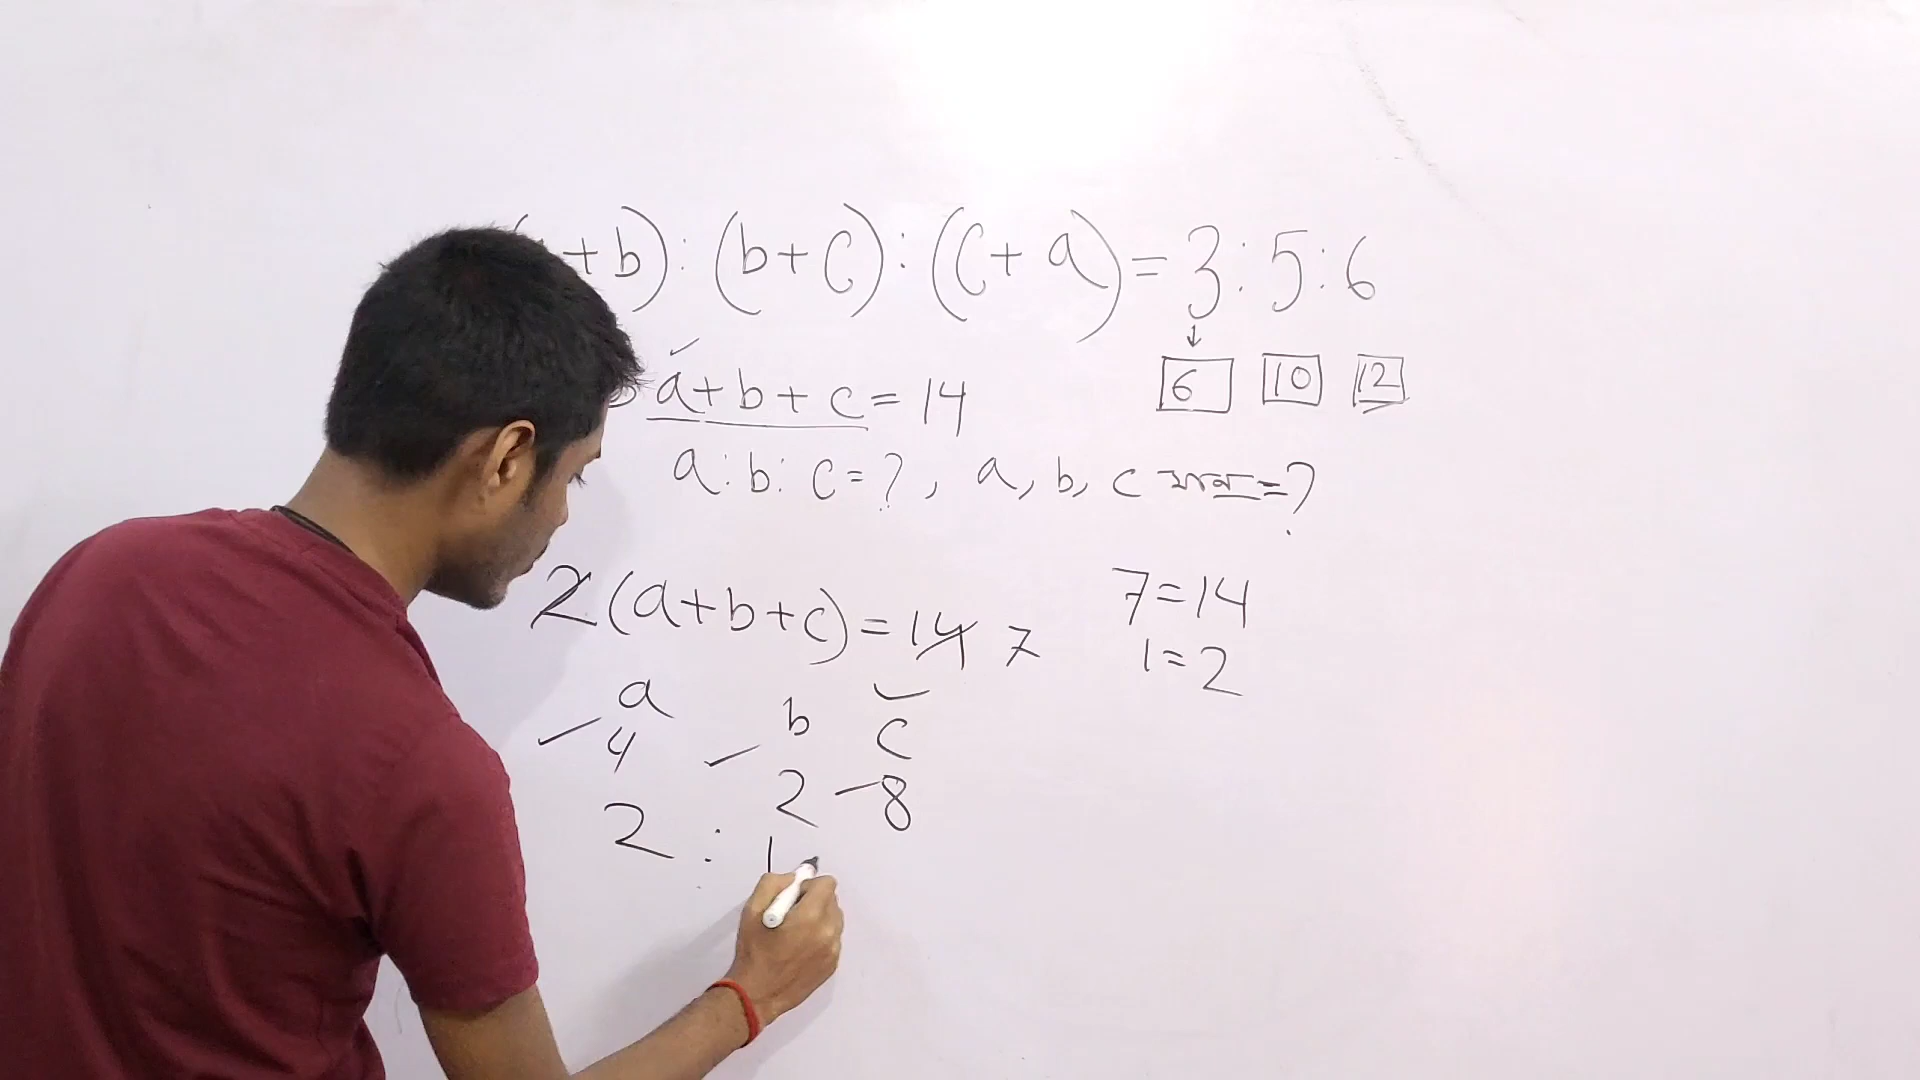 +b):(b+c):(c+a)=3:5:6
↓
6 10 12
a+b+c=14
a:b:c=?, a, b, c মান=?
2(a+b+c)=14 7
7=14
1=2
a b c
4 2 8
2 : 1